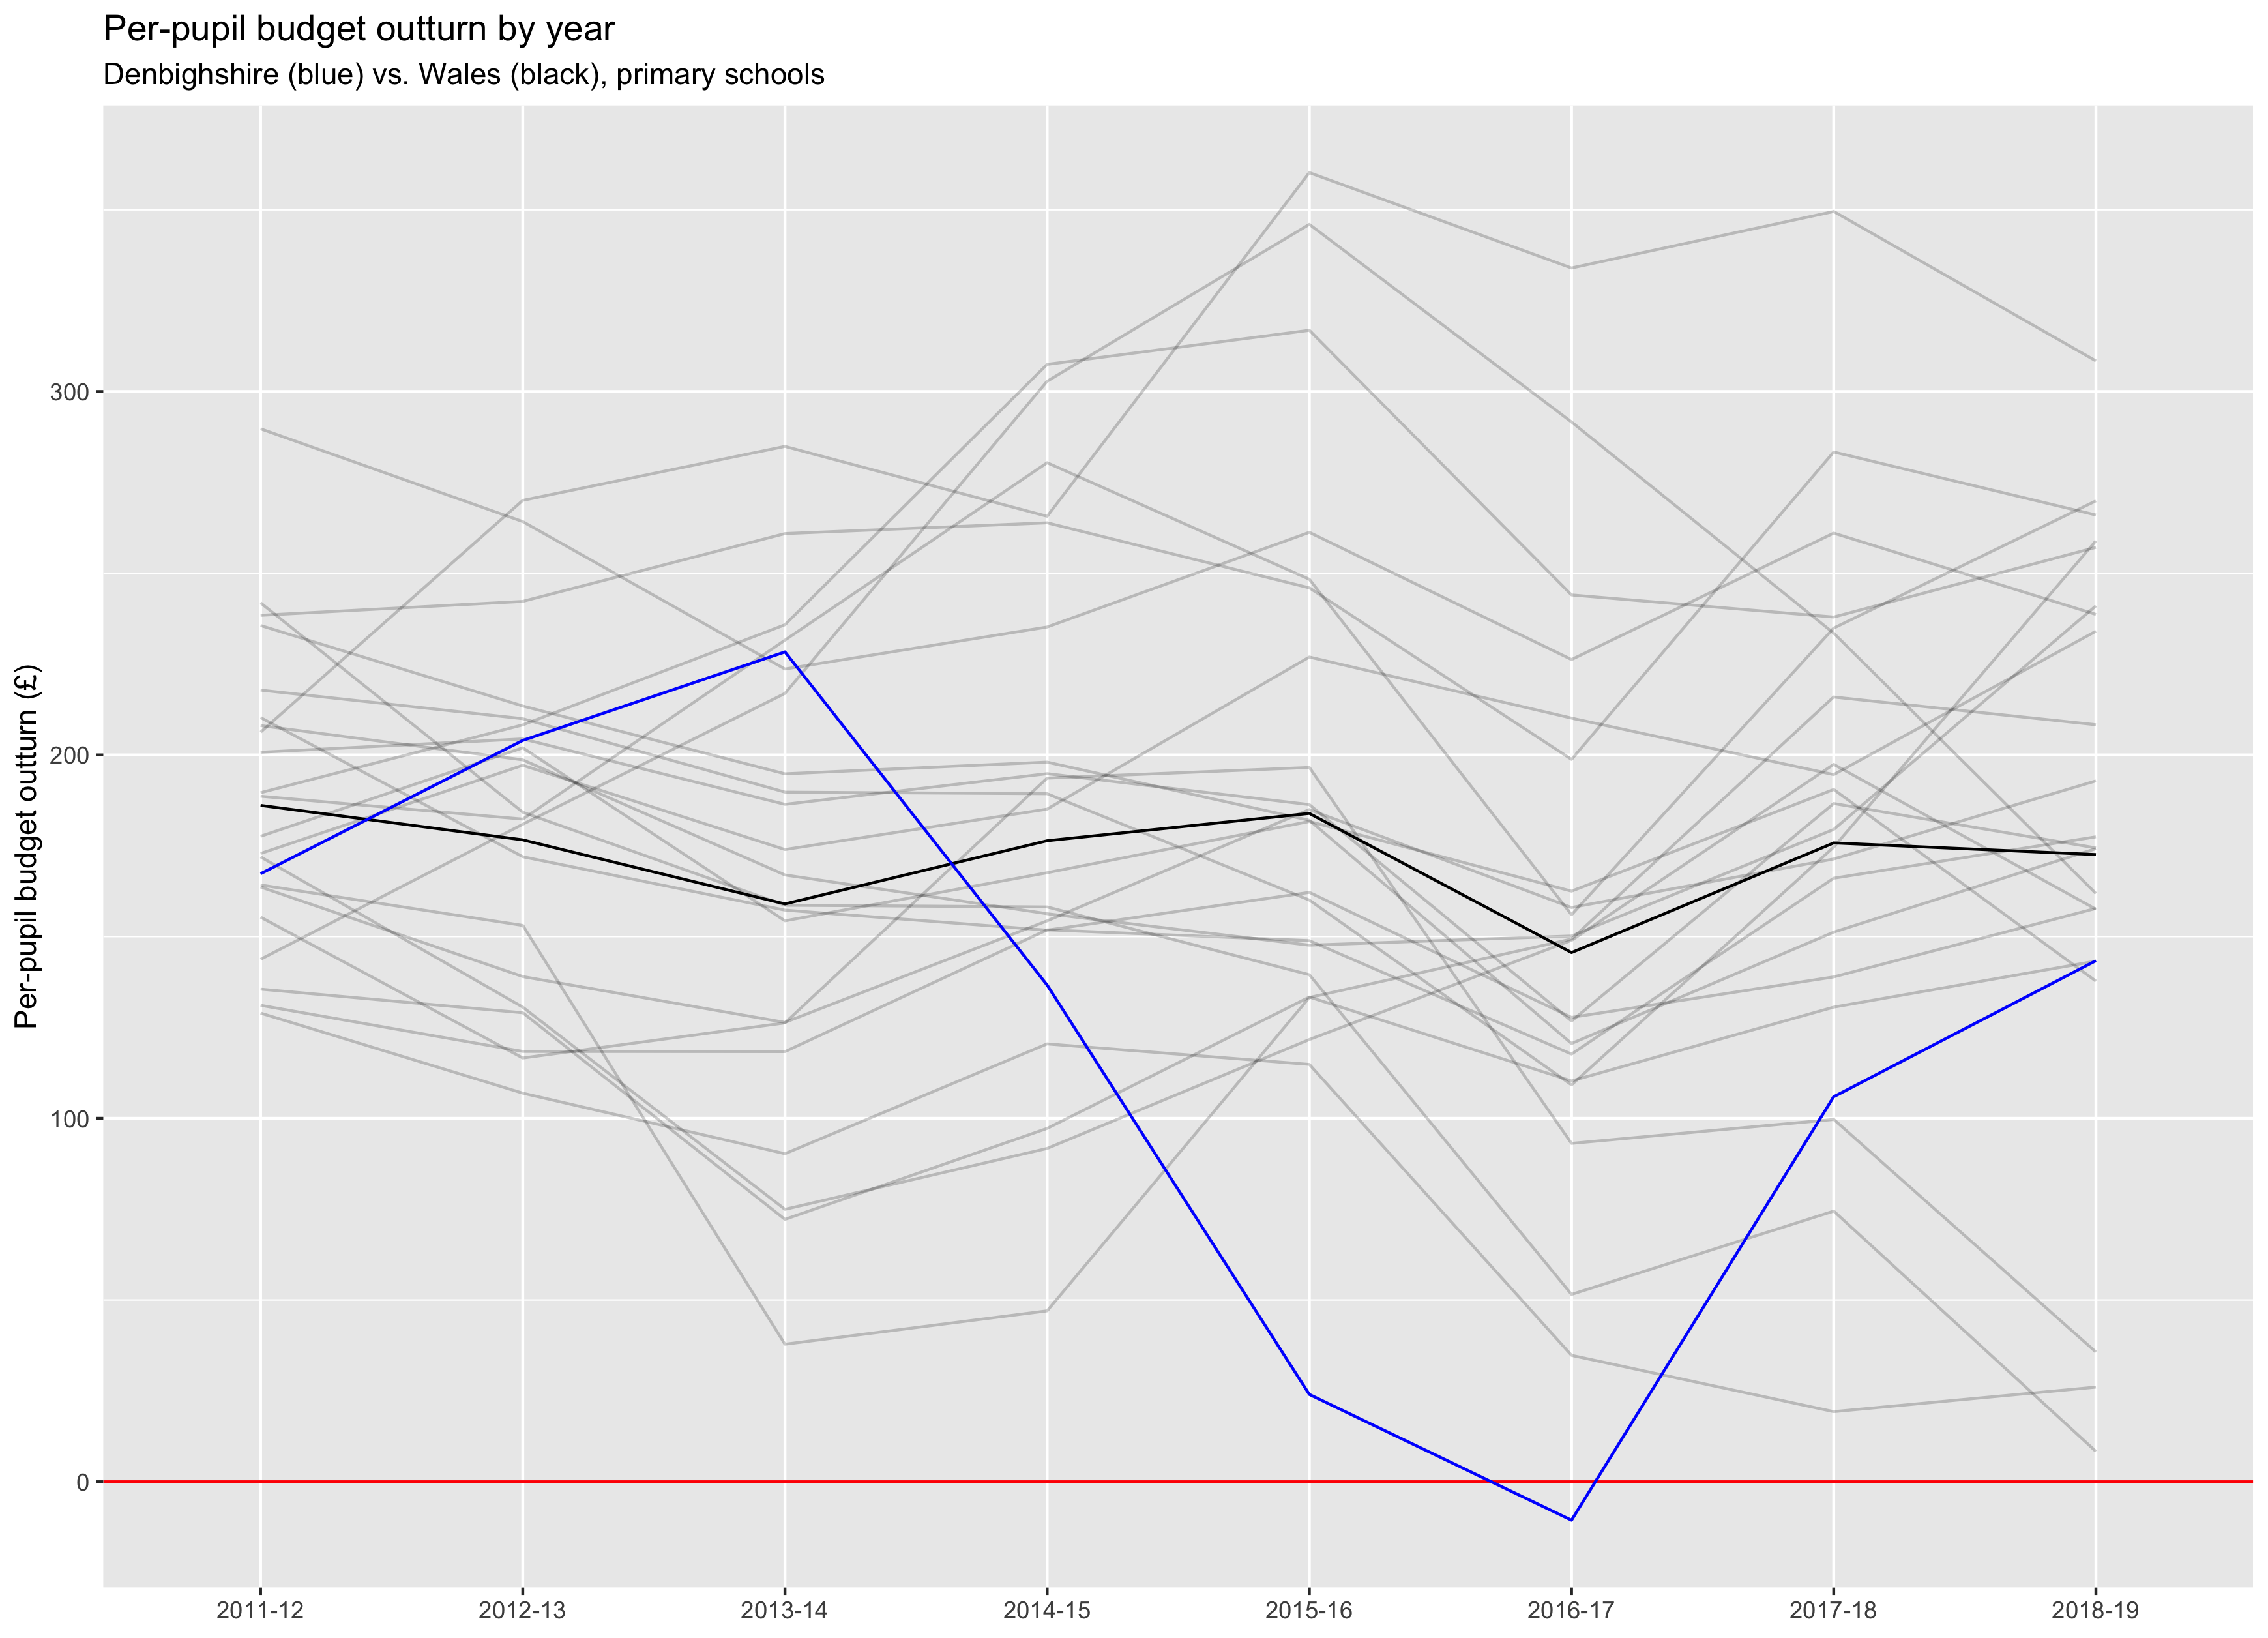 Per-pupil budget outturn by year
Denbighshire (blue) vs. Wales (black), primary schools
Per-pupil budget outturn (£)
300
200
100
0
2011-12 2012-13 2013-14 2014-15 2015-16 2016-17 2017-18 2018-19